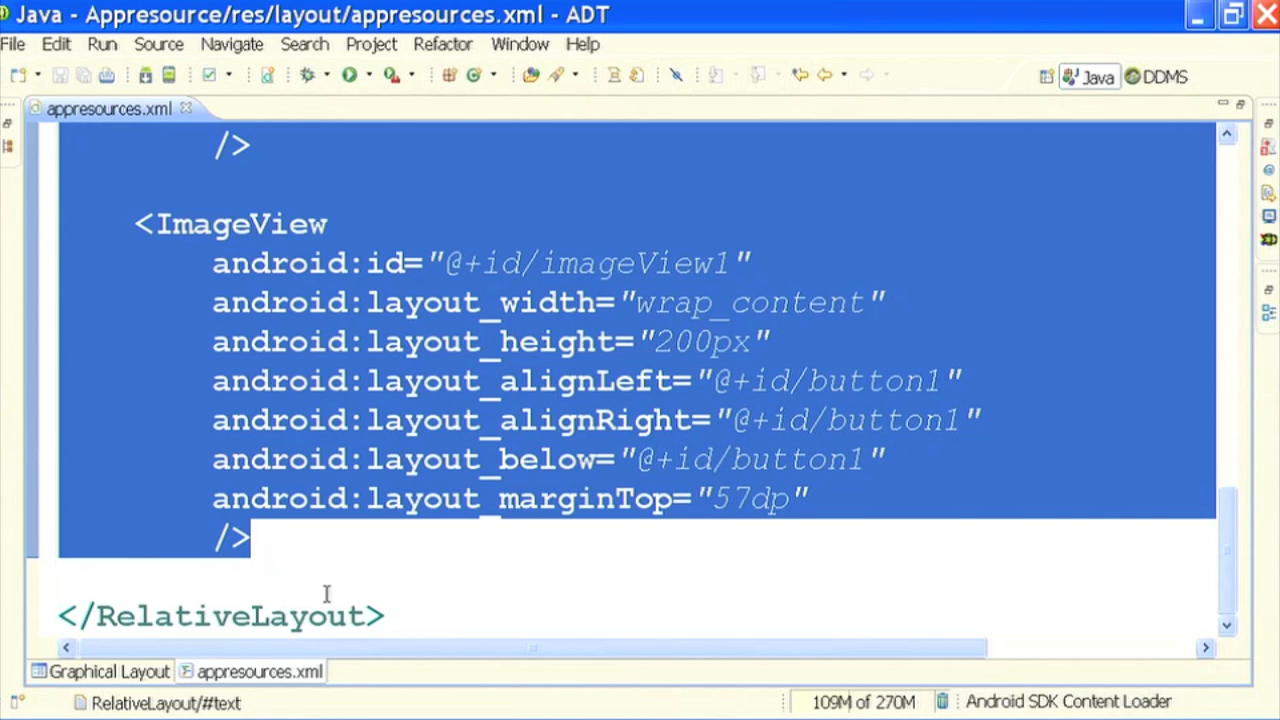 Java - Appresource/res/layout/appresources.xml - ADT
File Edit Run Source Navigate Search Project Refactor Window Help
Java DDMS
appresources.xml
/>
<ImageView
android:id="@+id/imageView1"
android:layout_width="wrap_content"
android:layout_height="200px"
android:layout_alignLeft="@+id/button1"
android:layout_alignRight="@+id/button1"
android:layout_below="@+id/button1"
android:layout_marginTop="57dp"
/>
</RelativeLayout>
Graphical Layout appresources.xml
RelativeLayout/#text 109M of 270M Android SDK Content Loader